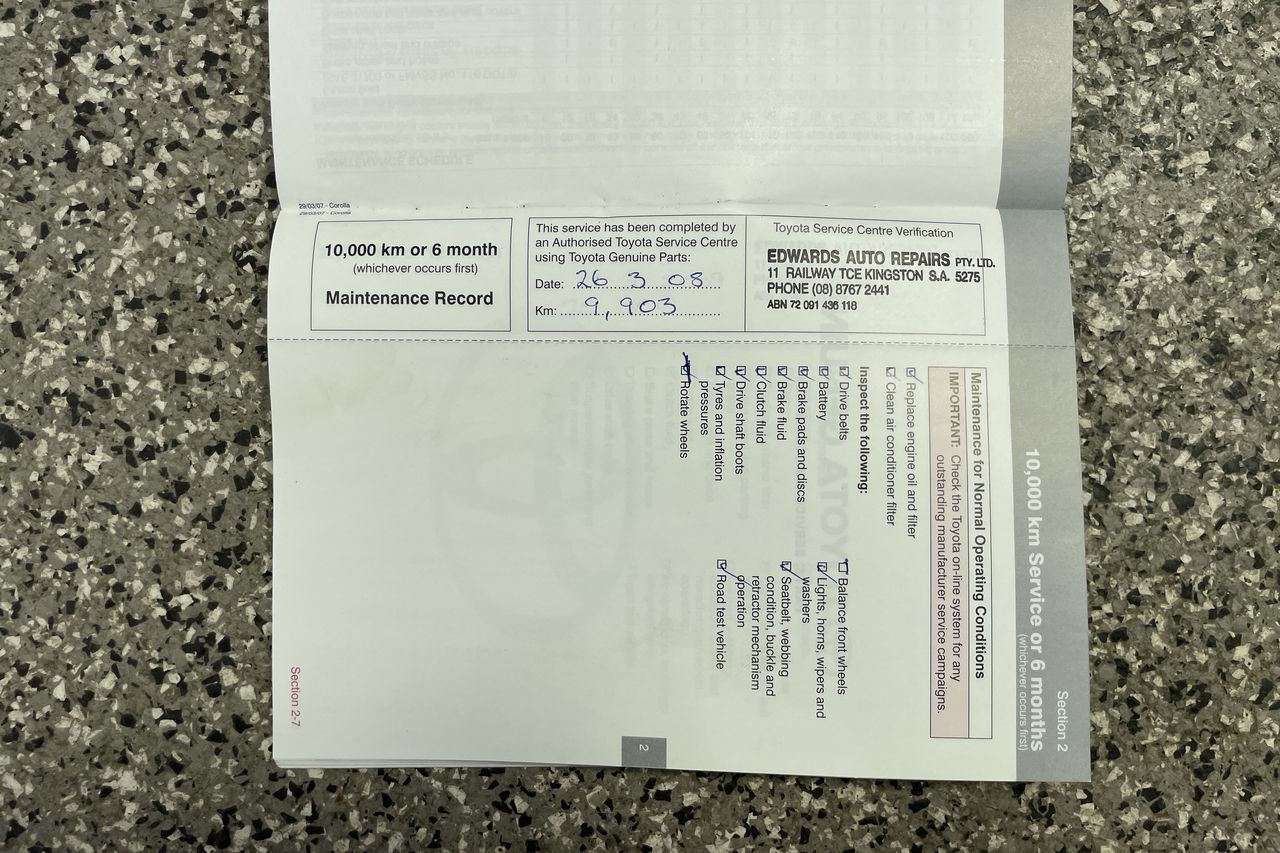 MAINTENANCE SCHEDULE
29/03/07 - Corolla
10,000 km or 6 month
(whichever occurs first)
Maintenance Record
This service has been completed by
an Authorised Toyota Service Centre
using Toyota Genuine Parts:
Date: 26 3 08
Km: 9,903
Toyota Service Centre Verification
EDWARDS AUTO REPAIRS PTY. LTD.
11 RAILWAY TCE KINGSTON S.A. 5275
PHONE (08) 8767 2441
ABN 72 091 436 118
Section 2
10,000 km Service or 6 months
(whichever occurs first)
Maintenance for Normal Operating Conditions
IMPORTANT: Check the Toyota on-line system for any
outstanding manufacturer service campaigns.
Replace engine oil and filter
Clean air conditioner filter
Inspect the following:
Drive belts
Battery
Brake pads and discs
Brake fluid
Clutch fluid
Drive shaft boots
Tyres and inflation
pressures
Rotate wheels
Balance front wheels
Lights, horns, wipers and
washers
Seatbelt, webbing
condition, buckle and
retractor mechanism
operation
Road test vehicle
2
Section 2-7